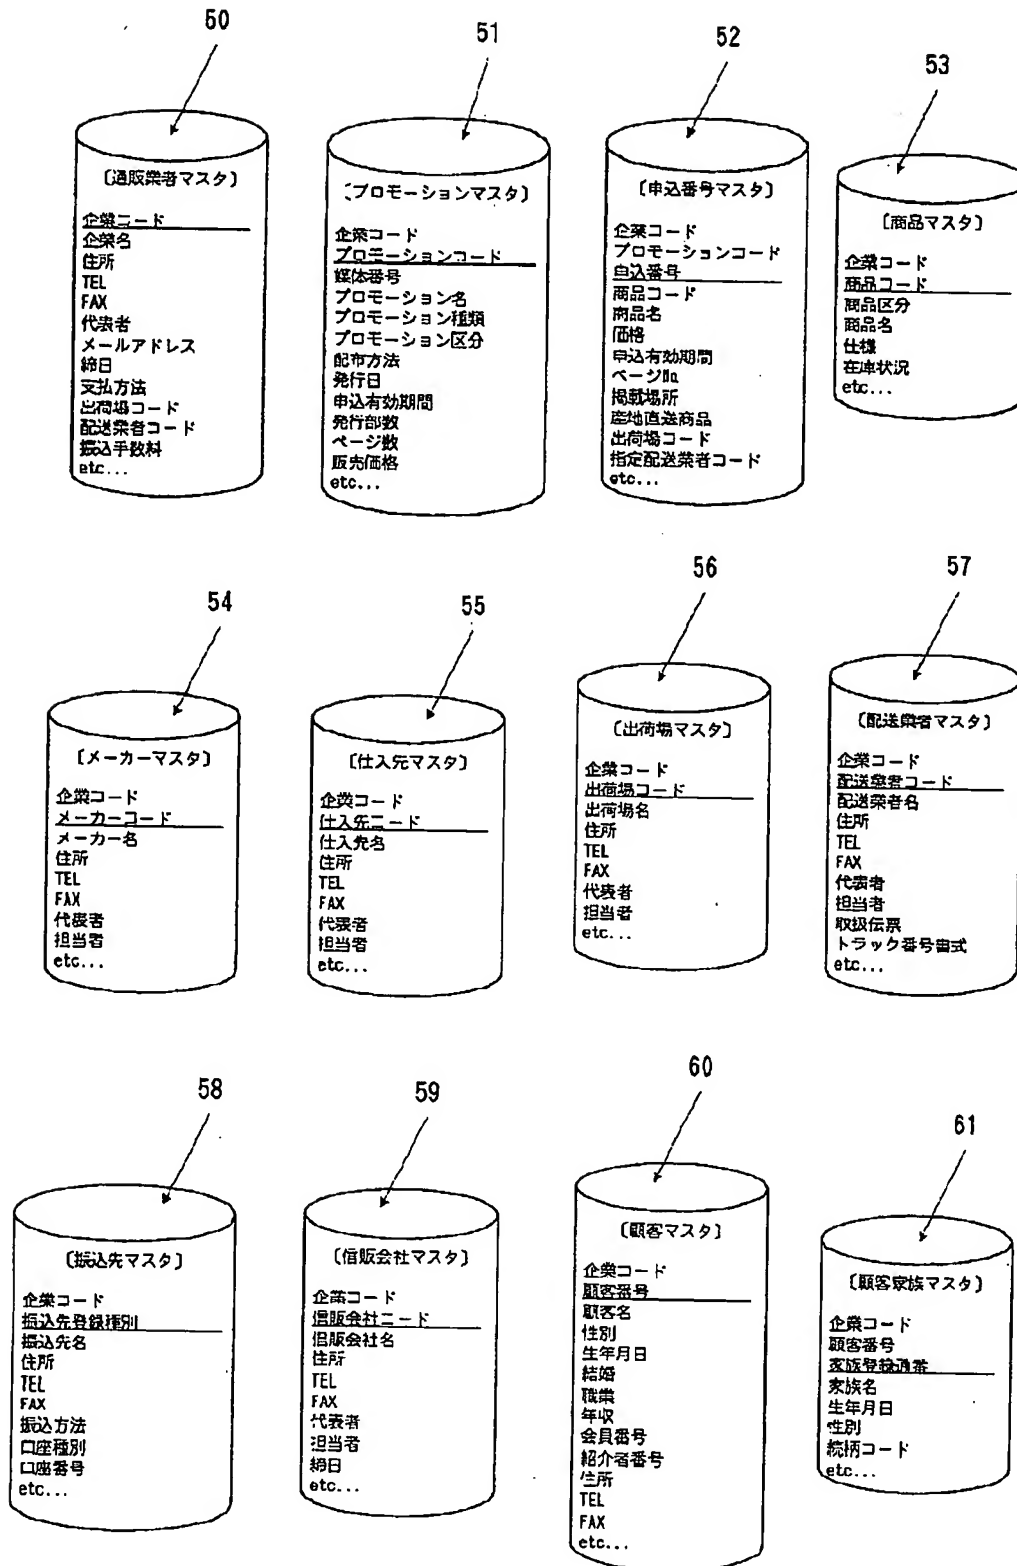 50
51
52
53
〔通販業者マスタ〕
企業コード
企業名
住所
TEL
FAX
代表者
メールアドレス
締日
支払方法
出荷場コード
配送業者コード
振込手数料
etc...
〔プロモーションマスタ〕
企業コード
プロモーションコード
媒体番号
プロモーション名
プロモーション種類
プロモーション区分
配布方法
発行日
申込有効期間
発行部数
ページ数
販売価格
etc...
〔申込番号マスタ〕
企業コード
プロモーションコード
申込番号
商品コード
商品名
価格
申込有効期間
ページ№
掲載場所
産地直送商品
出荷場コード
指定配送業者コード
etc...
〔商品マスタ〕
企業コード
商品コード
商品区分
商品名
仕様
在庫状況
etc...
54
55
56
57
〔メーカーマスタ〕
企業コード
メーカーコード
メーカー名
住所
TEL
FAX
代表者
担当者
etc...
〔仕入先マスタ〕
企業コード
仕入先コード
仕入先名
住所
TEL
FAX
代表者
担当者
etc...
〔出荷場マスタ〕
企業コード
出荷場コード
出荷場名
住所
TEL
FAX
代表者
担当者
etc...
〔配送業者マスタ〕
企業コード
配送業者コード
配送業者名
住所
TEL
FAX
代表者
担当者
取扱伝票
トラック番号書式
etc...
58
59
60
61
〔振込先マスタ〕
企業コード
振込先登録種別
振込先名
住所
TEL
FAX
振込方法
口座種別
口座番号
etc...
〔信販会社マスタ〕
企業コード
信販会社コード
信販会社名
住所
TEL
FAX
代表者
担当者
締日
etc...
〔顧客マスタ〕
企業コード
顧客番号
顧客名
性別
生年月日
結婚
職業
年収
会員番号
紹介者番号
住所
TEL
FAX
etc...
〔顧客家族マスタ〕
企業コード
顧客番号
家族登録連番
家族名
生年月日
性別
続柄コード
etc...